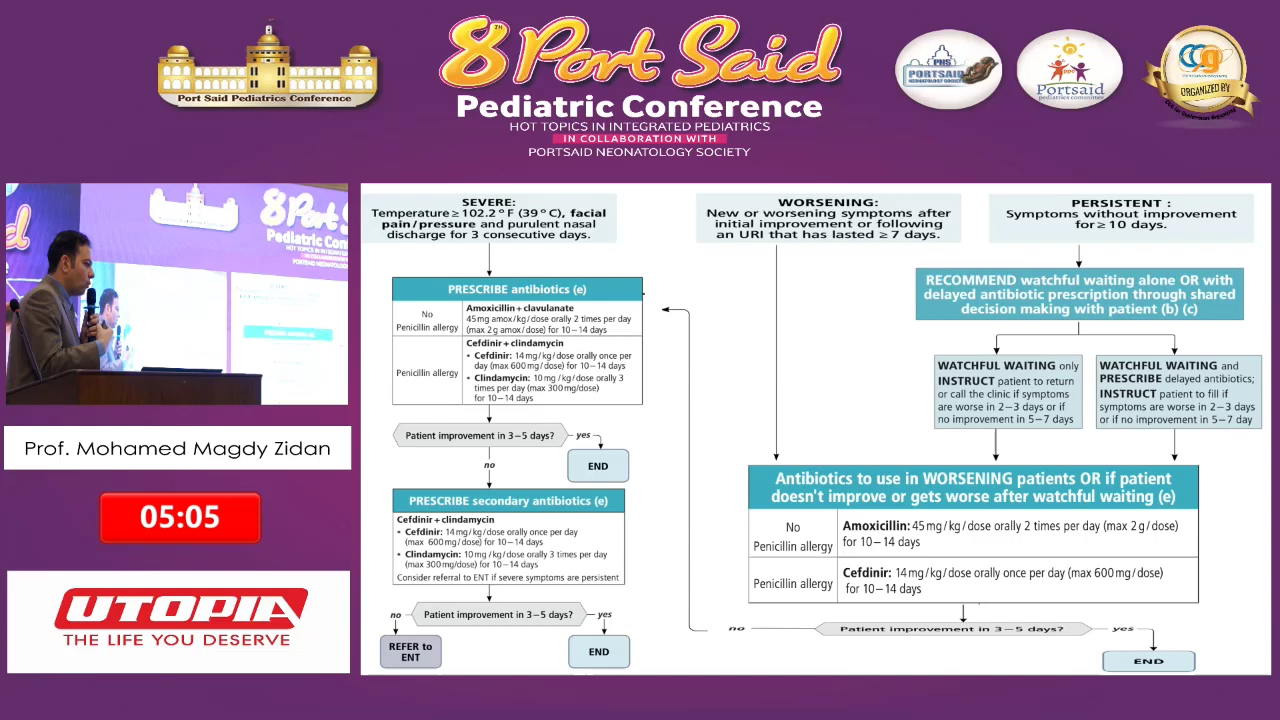 8TH Port Said
Pediatric Conference
HOT TOPICS IN INTEGRATED PEDIATRICS
IN COLLABORATION WITH
PORTSAID NEONATOLOGY SOCIETY
Port Said Pediatrics Conference
PNS
PORTSAID
NEONATOLOGY SOCIETY
ppc
Portsaid
pediatrics committee
CCg
ORGANIZED BY
8 Port Said
Pediatric Con
Prof. Mohamed Magdy Zidan
05:05
UTOPIA
THE LIFE YOU DESERVE
SEVERE:
Temperature ≥ 102.2 º F (39 º C), facial
pain/pressure and purulent nasal
discharge for 3 consecutive days.
PRESCRIBE antibiotics (e)
No
Penicillin allergy
Amoxicillin + clavulanate
45 mg amox/kg/dose orally 2 times per day
(max 2 g amox/dose) for 10–14 days
Penicillin allergy
Cefdinir + clindamycin
• Cefdinir: 14 mg/kg/dose orally once per
day (max 600 mg/dose) for 10–14 days
• Clindamycin: 10 mg/kg/dose orally 3
times per day (max 300 mg/dose)
for 10–14 days
Patient improvement in 3–5 days?
yes
END
no
PRESCRIBE secondary antibiotics (e)
Cefdinir + clindamycin
• Cefdinir: 14 mg/kg/dose orally once per day
(max 600 mg/dose) for 10–14 days
• Clindamycin: 10 mg/kg/dose orally 3 times per day
(max 300 mg/dose) for 10–14 days
Consider referral to ENT if severe symptoms are persistent
no
Patient improvement in 3–5 days?
yes
REFER to
ENT
END
WORSENING:
New or worsening symptoms after
initial improvement or following
an URI that has lasted ≥ 7 days.
PERSISTENT :
Symptoms without improvement
for ≥ 10 days.
RECOMMEND watchful waiting alone OR with
delayed antibiotic prescription through shared
decision making with patient (b) (c)
WATCHFUL WAITING only
INSTRUCT patient to return
or call the clinic if symptoms
are worse in 2–3 days or if
no improvement in 5–7 days
WATCHFUL WAITING and
PRESCRIBE delayed antibiotics;
INSTRUCT patient to fill if
symptoms are worse in 2–3 days
or if no improvement in 5–7 day
Antibiotics to use in WORSENING patients OR if patient
doesn't improve or gets worse after watchful waiting (e)
No
Penicillin allergy
Amoxicillin: 45 mg/kg/dose orally 2 times per day (max 2 g/dose)
for 10–14 days
Penicillin allergy
Cefdinir: 14 mg/kg/dose orally once per day (max 600 mg/dose)
for 10–14 days
no
Patient improvement in 3–5 days?
yes
END